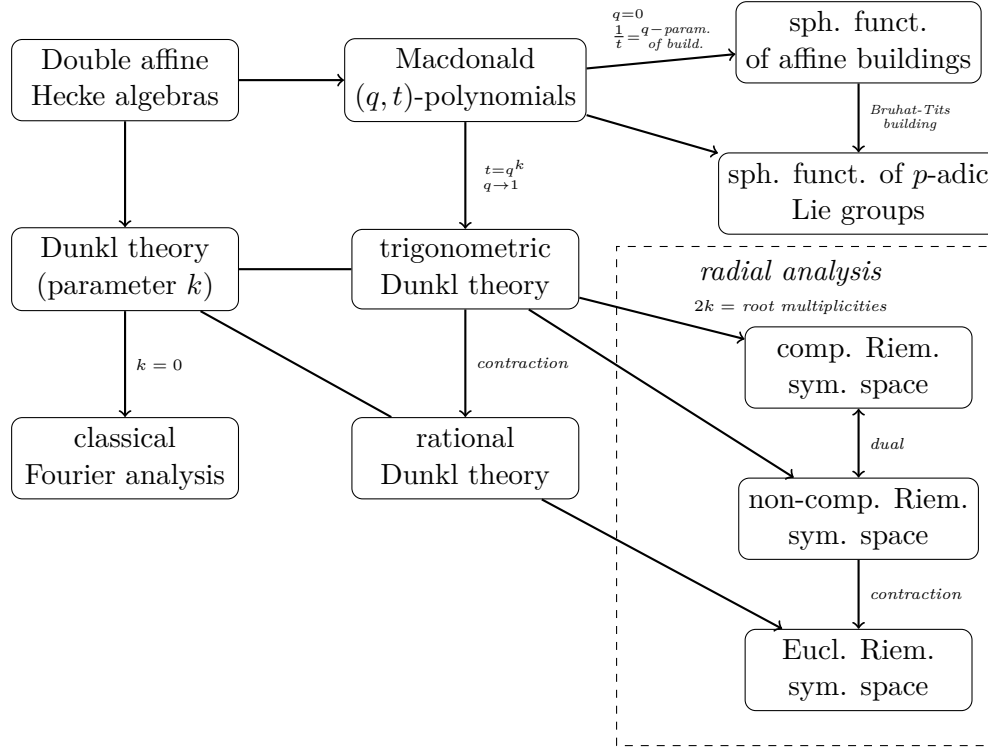 Double affine
Hecke algebras
Macdonald
(q, t)-polynomials
q=0
1/t = q−param. of build.
sph. funct.
of affine buildings
Bruhat-Tits
building
sph. funct. of p-adic
Lie groups
t=q^k
q→1
Dunkl theory
(parameter k)
trigonometric
Dunkl theory
radial analysis
2k = root multiplicities
comp. Riem.
sym. space
k = 0
contraction
classical
Fourier analysis
rational
Dunkl theory
dual
non-comp. Riem.
sym. space
contraction
Eucl. Riem.
sym. space